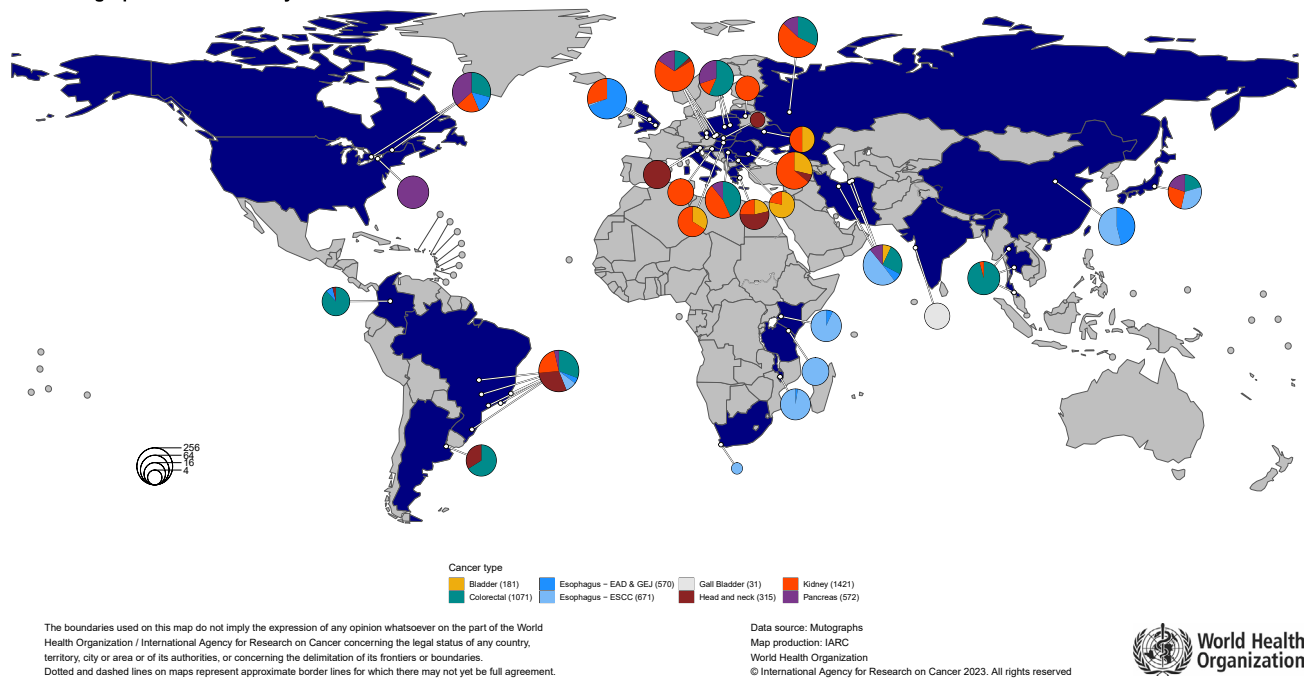 256
64
16
4
Cancer type
Bladder (181)
Esophagus − EAD & GEJ (570)
Gall Bladder (31)
Kidney (1421)
Colorectal (1071)
Esophagus − ESCC (671)
Head and neck (315)
Pancreas (572)
The boundaries used on this map do not imply the expression of any opinion whatsoever on the part of the World
Health Organization / International Agency for Research on Cancer concerning the legal status of any country,
territory, city or area or of its authorities, or concerning the delimitation of its frontiers or boundaries.
Dotted and dashed lines on maps represent approximate border lines for which there may not yet be full agreement.
Data source: Mutographs
Map production: IARC
World Health Organization
© International Agency for Research on Cancer 2023. All rights reserved
World Health
Organization